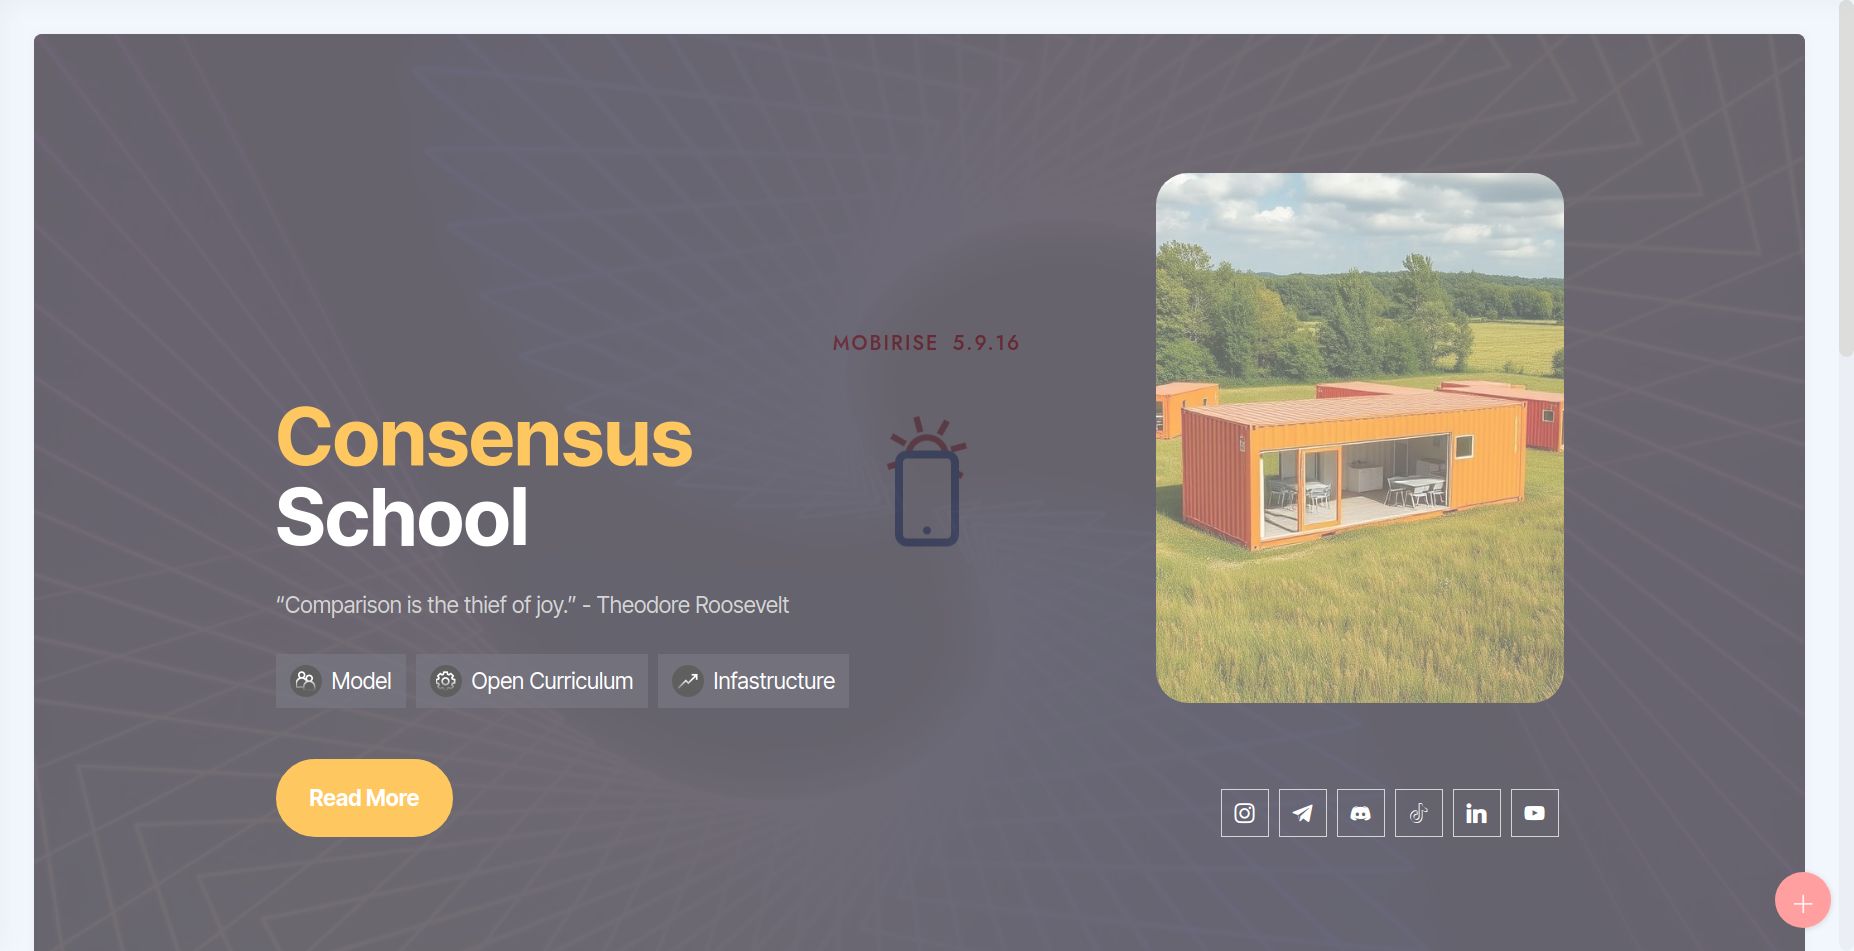 MOBIRISE 5.9.16
Consensus
School
“Comparison is the thief of joy.” - Theodore Roosevelt
Model
Open Curriculum
Infastructure
Read More